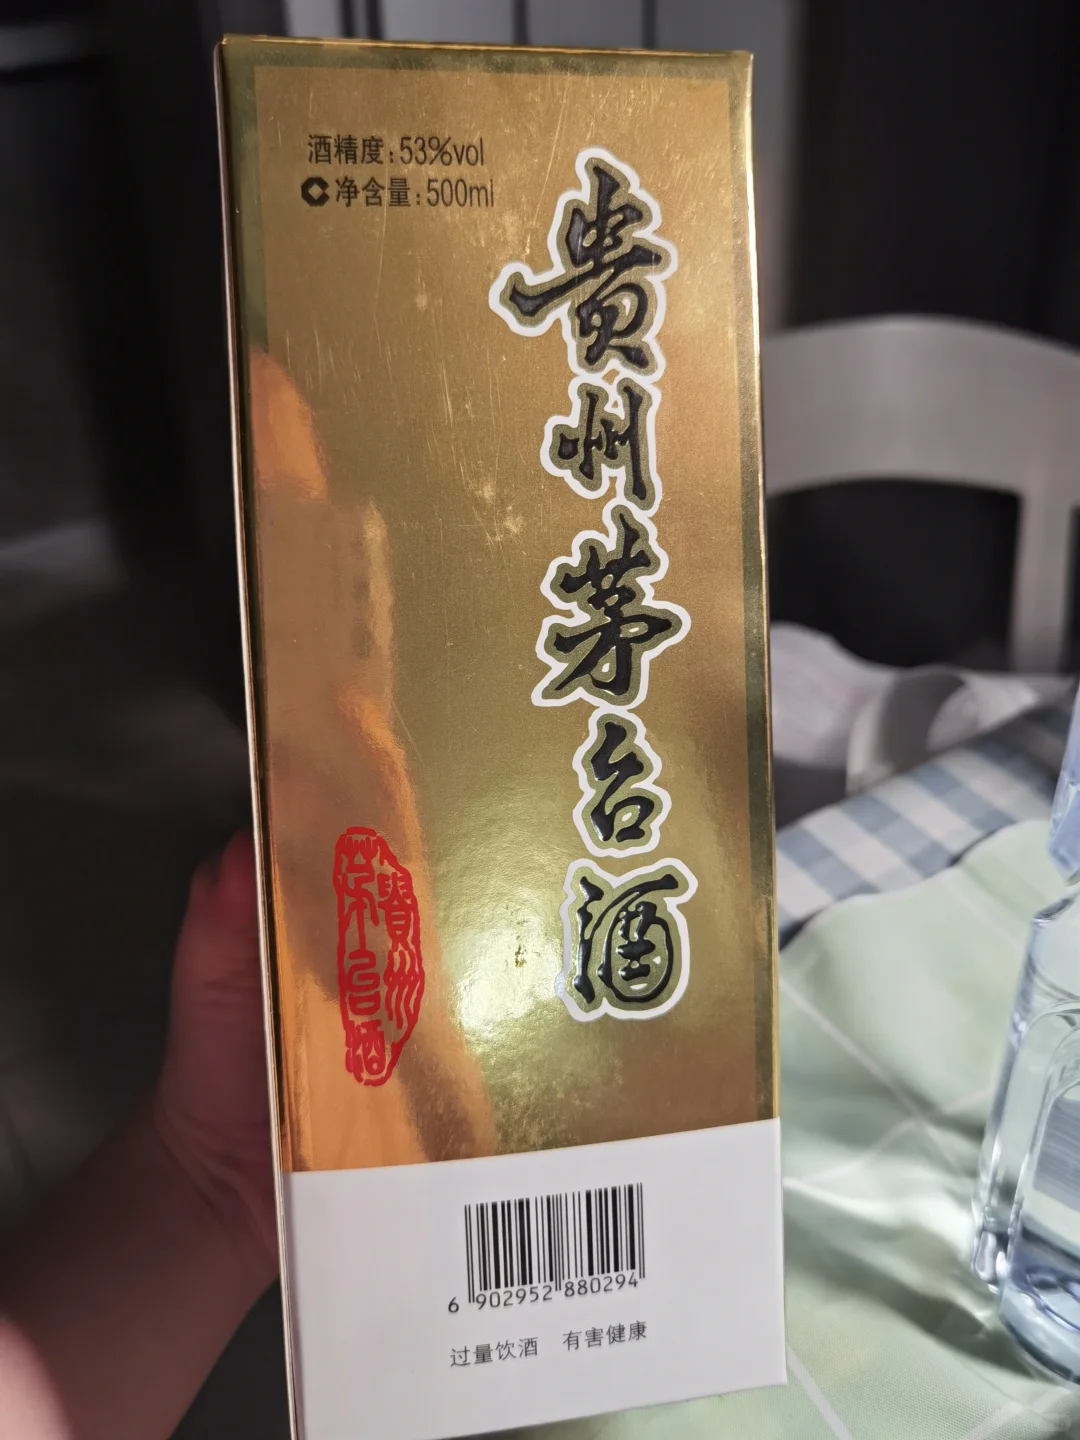 酒精度:53%vol
净含量:500ml
貴州茅台酒
貴州
茅台酒
6 902952 880294
过量饮酒 有害健康